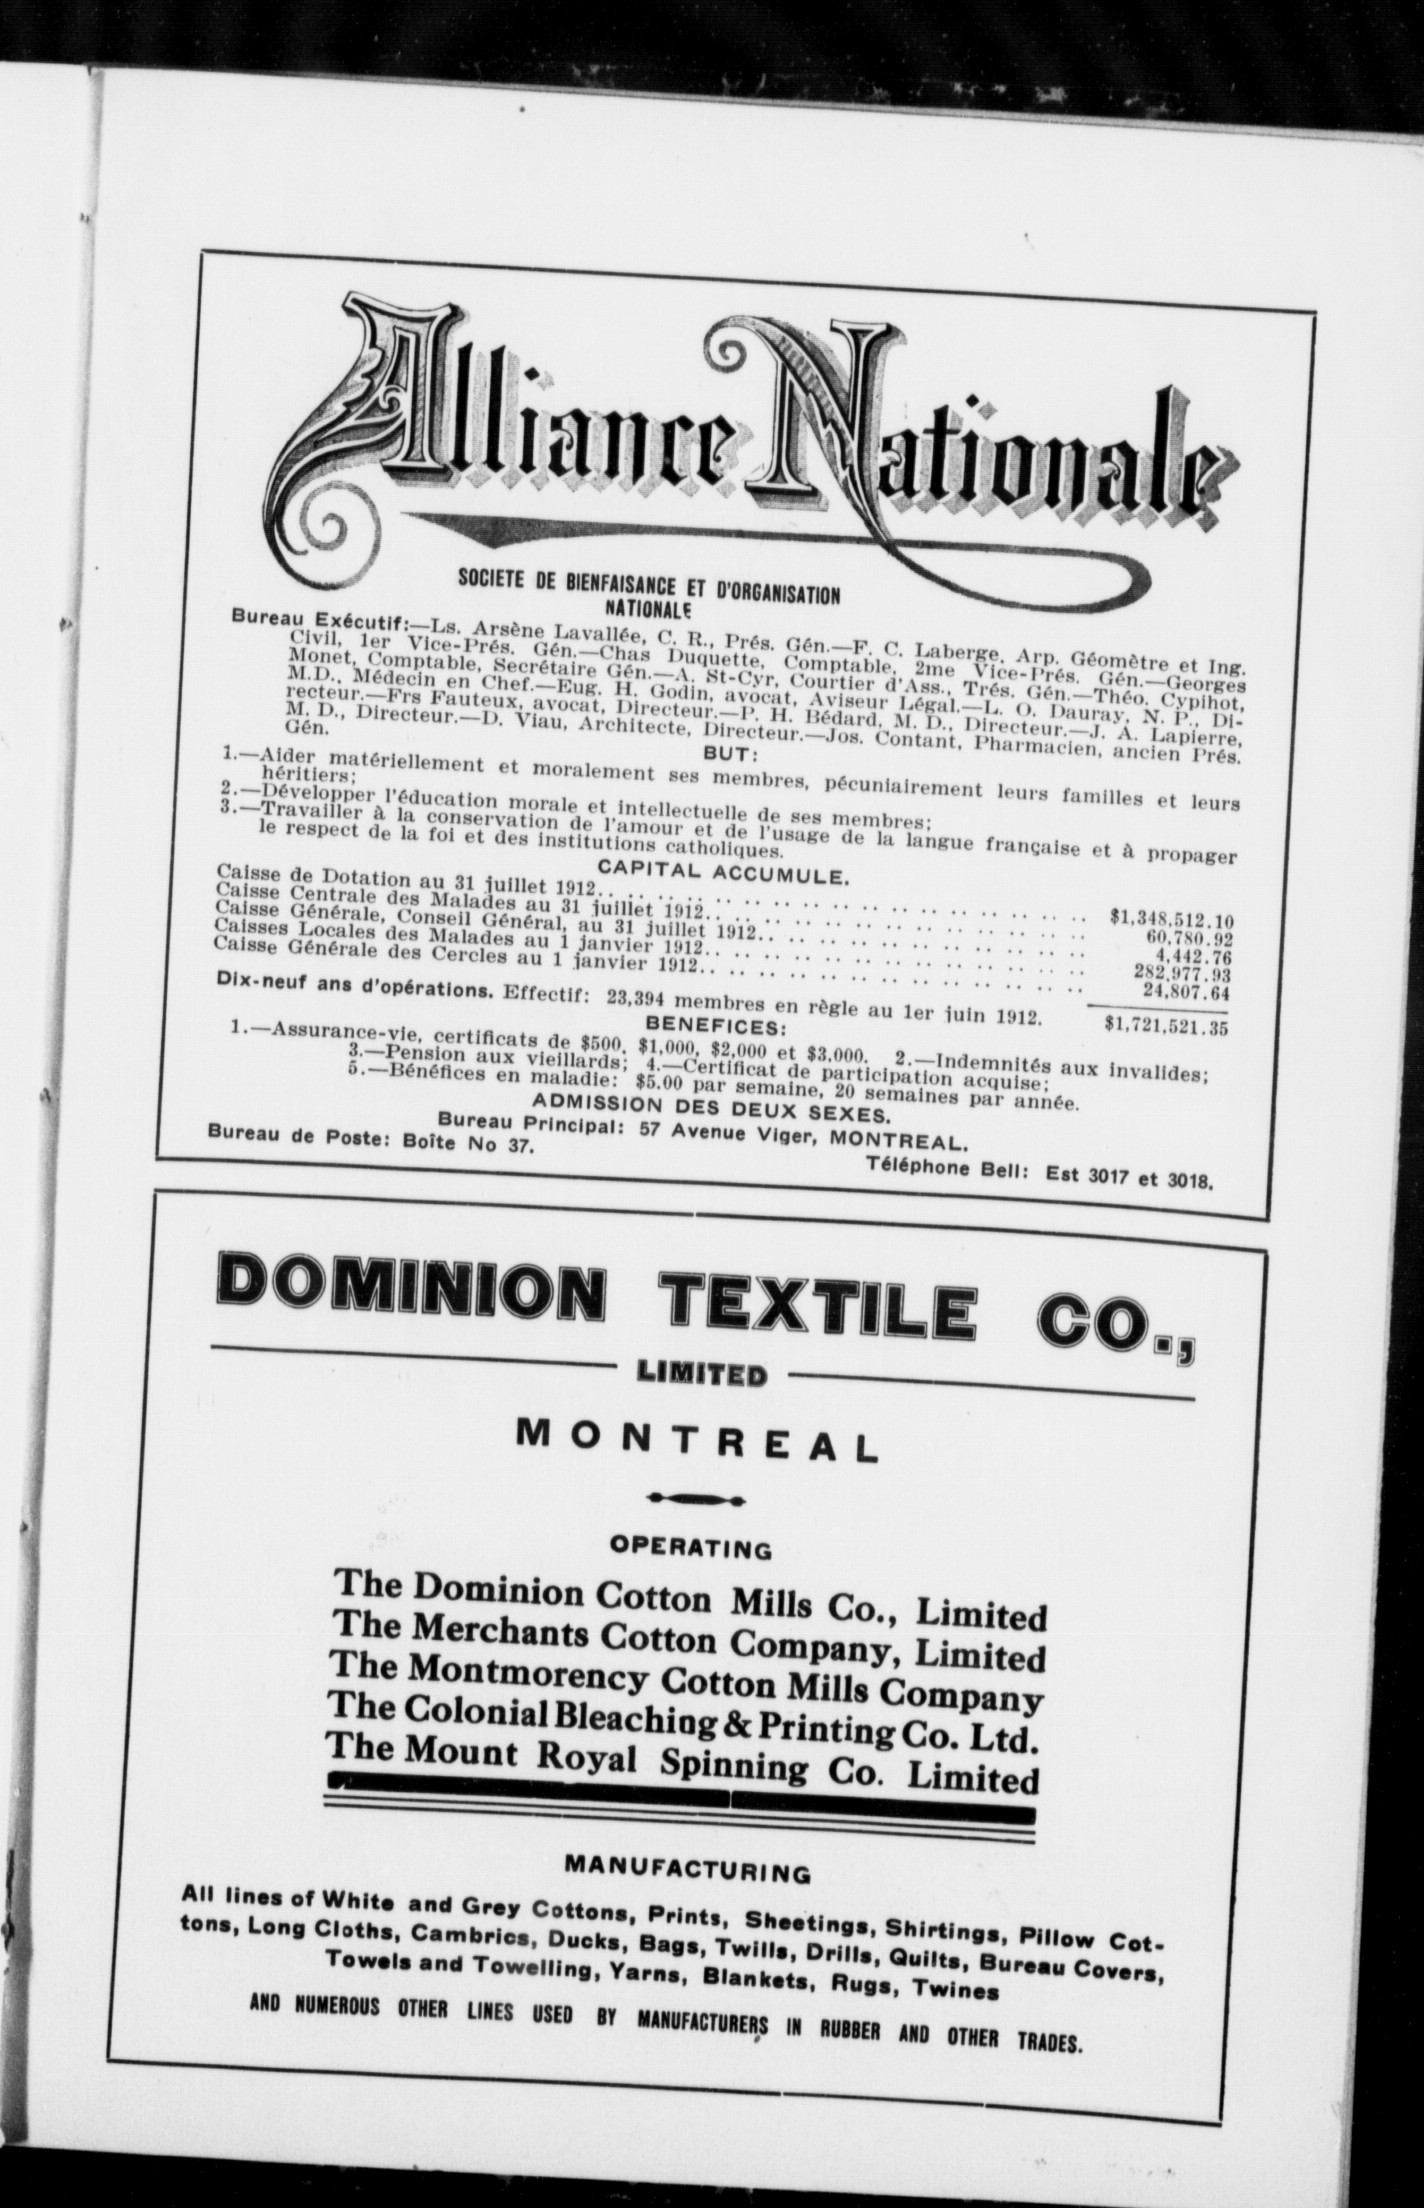 Alliance Nationale
SOCIETE DE BIENFAISANCE ET D'ORGANISATION
NATIONALE
Bureau Exécutif:—Ls. Arsène Lavallée, C. R., Prés. Gén.—F. C. Laberge, Arp. Géomètre et Ing.
Civil, 1er Vice-Prés. Gén.—Chas Duquette, Comptable, 2me Vice-Prés. Gén.—Georges
Monet, Comptable, Secrétaire Gén.—A. St-Cyr, Courtier d'Ass., Trés. Gén.—Théo. Cypihot,
M.D., Médecin en Chef.—Eug. H. Godin, avocat, Aviseur Légal.—L. O. Dauray, N. P., Di-
recteur.—Frs Fauteux, avocat, Directeur.—P. H. Bédard, M. D., Directeur.—J. A. Lapierre,
M. D., Directeur.—D. Viau, Architecte, Directeur.—Jos. Contant, Pharmacien, ancien Prés.
Gén.
BUT:
1.—Aider matériellement et moralement ses membres, pécuniairement leurs familles et leurs
héritiers;
2.—Développer l'éducation morale et intellectuelle de ses membres;
3.—Travailler à la conservation de l'amour et de l'usage de la langue française et à propager
le respect de la foi et des institutions catholiques.
CAPITAL ACCUMULE.
Caisse de Dotation au 31 juillet 1912.. $1,348,512.10
Caisse Centrale des Malades au 31 juillet 1912.. 60,780.92
Caisse Générale, Conseil Général, au 31 juillet 1912.. 4,442.76
Caisses Locales des Malades au 1 janvier 1912.. 282,977.93
Caisse Générale des Cercles au 1 janvier 1912.. 24,807.64
Dix-neuf ans d'opérations. Effectif: 23,394 membres en règle au 1er juin 1912. $1,721,521.35
BENEFICES:
1.—Assurance-vie, certificats de $500, $1,000, $2,000 et $3,000. 2.—Indemnités aux invalides;
3.—Pension aux vieillards; 4.—Certificat de participation acquise;
5.—Bénéfices en maladie: $5.00 par semaine, 20 semaines par année.
ADMISSION DES DEUX SEXES.
Bureau Principal: 57 Avenue Viger, MONTREAL.
Bureau de Poste: Boîte No 37. Téléphone Bell: Est 3017 et 3018.
DOMINION TEXTILE CO.,
LIMITED
MONTREAL
OPERATING
The Dominion Cotton Mills Co., Limited
The Merchants Cotton Company, Limited
The Montmorency Cotton Mills Company
The Colonial Bleaching & Printing Co. Ltd.
The Mount Royal Spinning Co. Limited
MANUFACTURING
All lines of White and Grey Cottons, Prints, Sheetings, Shirtings, Pillow Cot-
tons, Long Cloths, Cambrics, Ducks, Bags, Twills, Drills, Quilts, Bureau Covers,
Towels and Towelling, Yarns, Blankets, Rugs, Twines
AND NUMEROUS OTHER LINES USED BY MANUFACTURERS IN RUBBER AND OTHER TRADES.